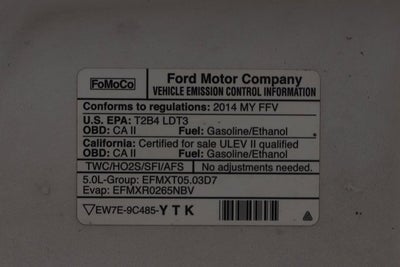 FoMoCo
Ford Motor Company
VEHICLE EMISSION CONTROL INFORMATION
Conforms to regulations: 2014 MY FFV
U.S. EPA: T2B4 LDT3
OBD: CA II Fuel: Gasoline/Ethanol
California: Certified for sale ULEV II qualified
OBD: CA II Fuel: Gasoline/Ethanol
TWC/HO2S/SFI/AFS No adjustments needed.
5.0L-Group: EFMXT05.03D7
Evap: EFMXR0265NBV
EW7E-9C485-YTK